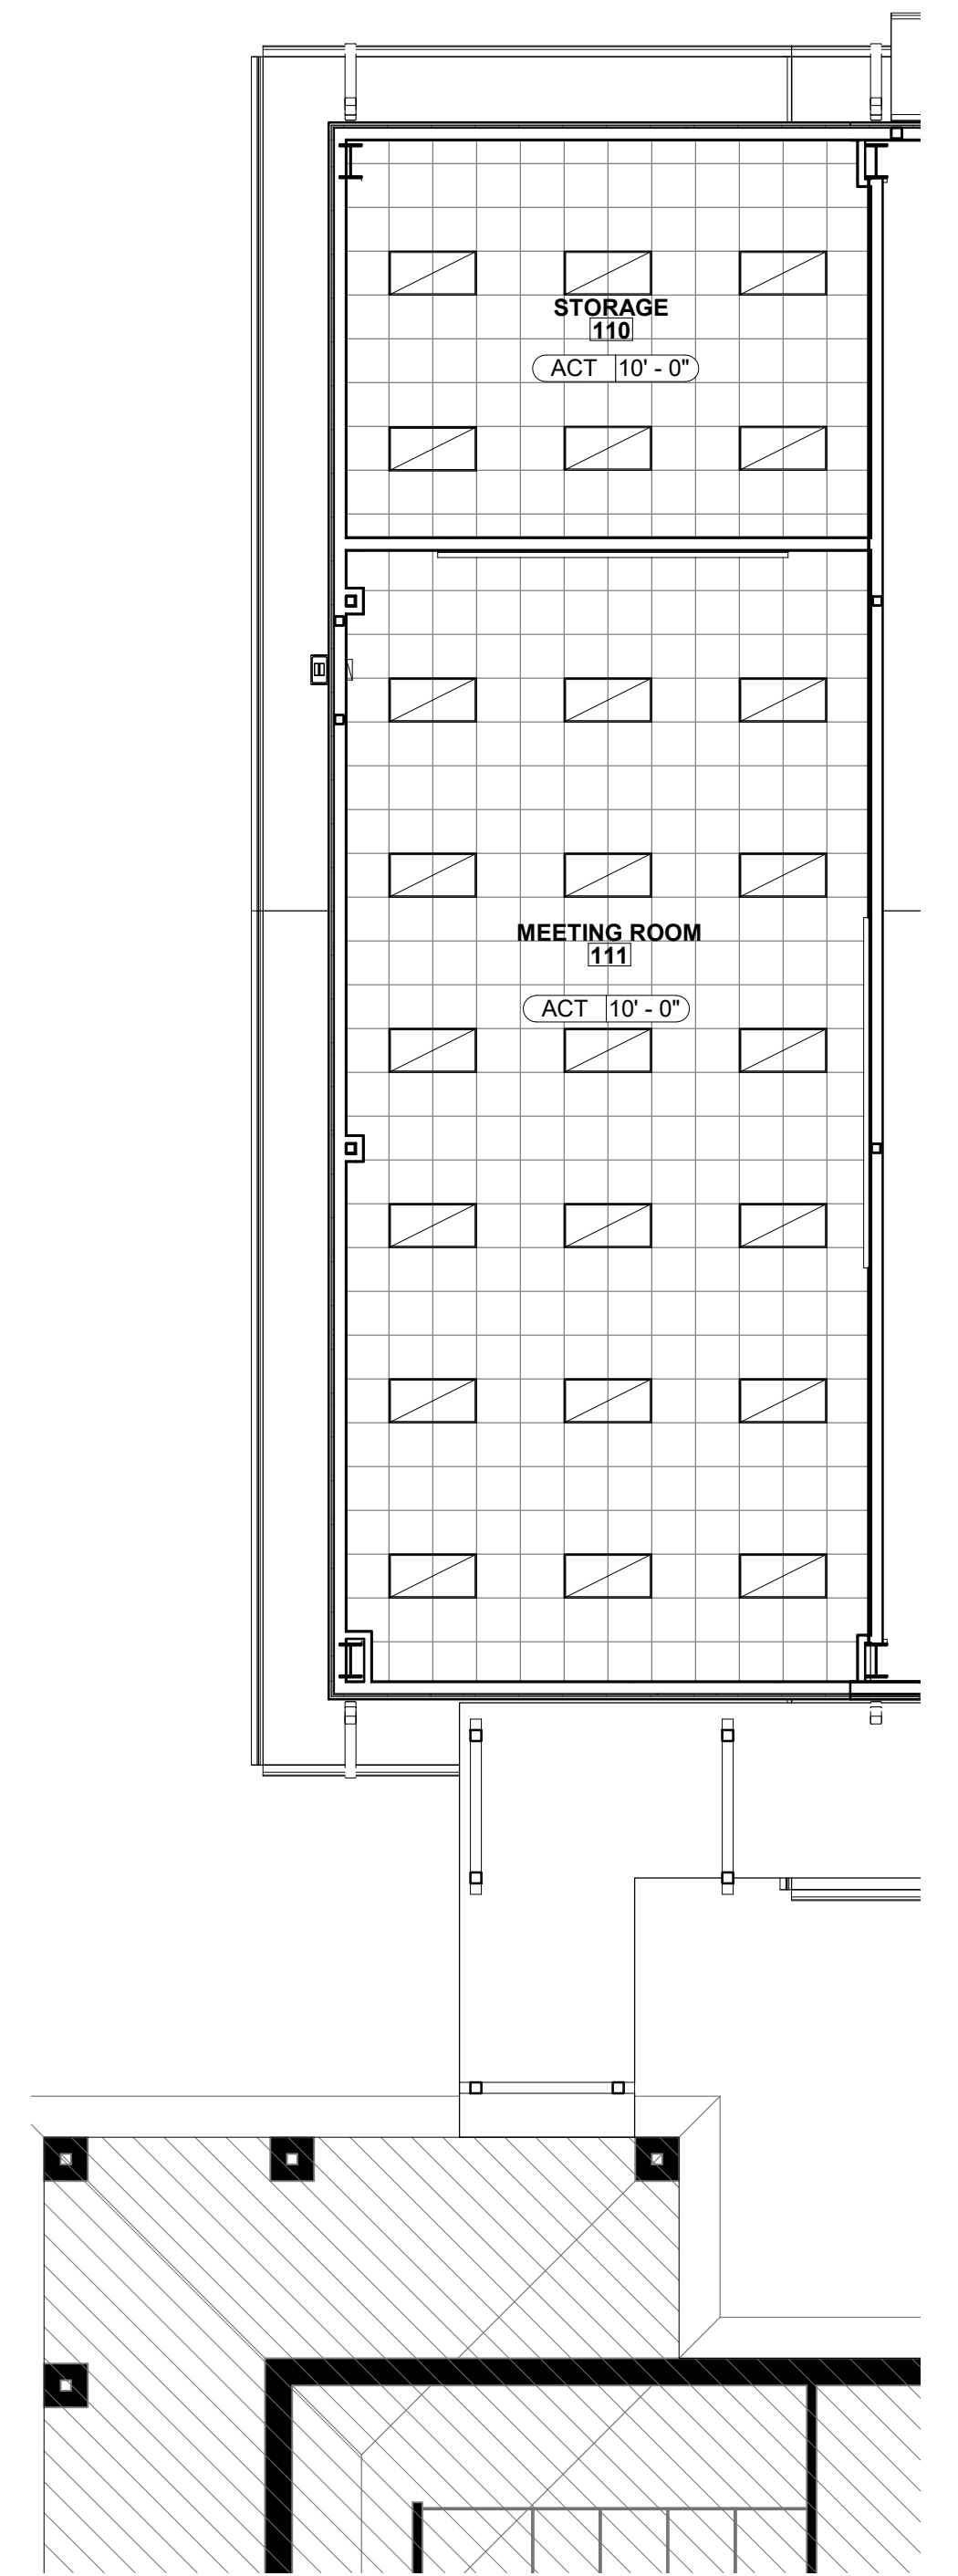 STORAGE
110
ACT 10' - 0"
MEETING ROOM
111
ACT 10' - 0"